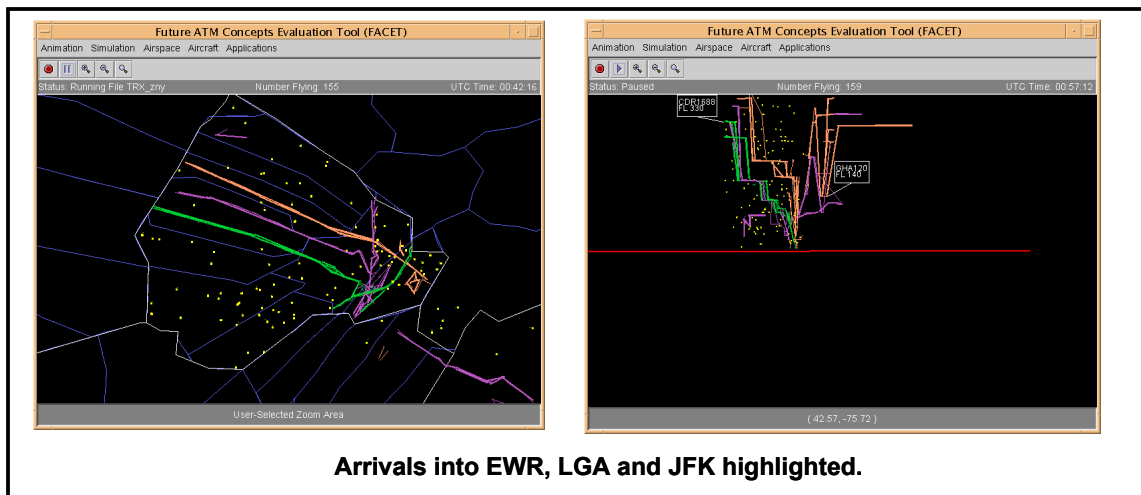 Future ATM Concepts Evaluation Tool (FACET)
Animation Simulation Airspace Aircraft Applications
Status: Running File TRX_zny Number Flying: 155 UTC Time: 00:42:16
User-Selected Zoom Area
Future ATM Concepts Evaluation Tool (FACET)
Animation Simulation Airspace Aircraft Applications
Status: Paused Number Flying: 159 UTC Time: 00:57:12
CDR1688
FL 330
GHA120
FL 140
( 42.57, -75.72 )
Arrivals into EWR, LGA and JFK highlighted.